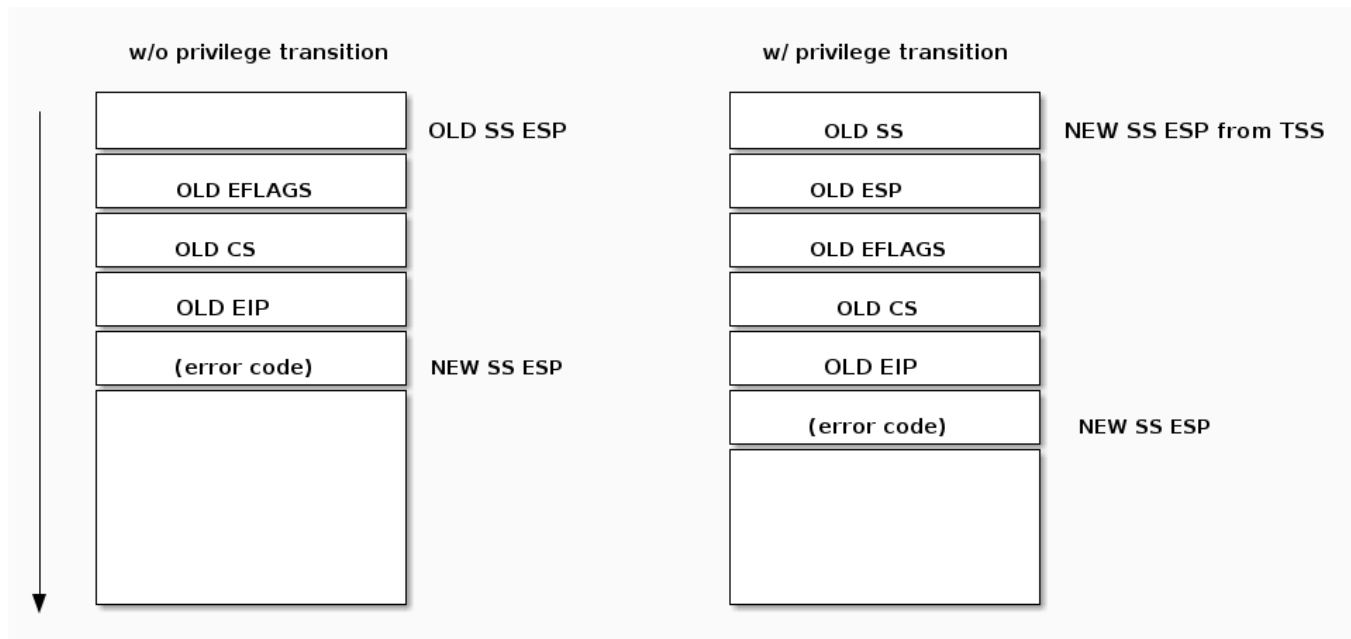 w/o privilege transition
OLD SS ESP
OLD EFLAGS
OLD CS
OLD EIP
(error code)
NEW SS ESP
w/ privilege transition
OLD SS
NEW SS ESP from TSS
OLD ESP
OLD EFLAGS
OLD CS
OLD EIP
(error code)
NEW SS ESP